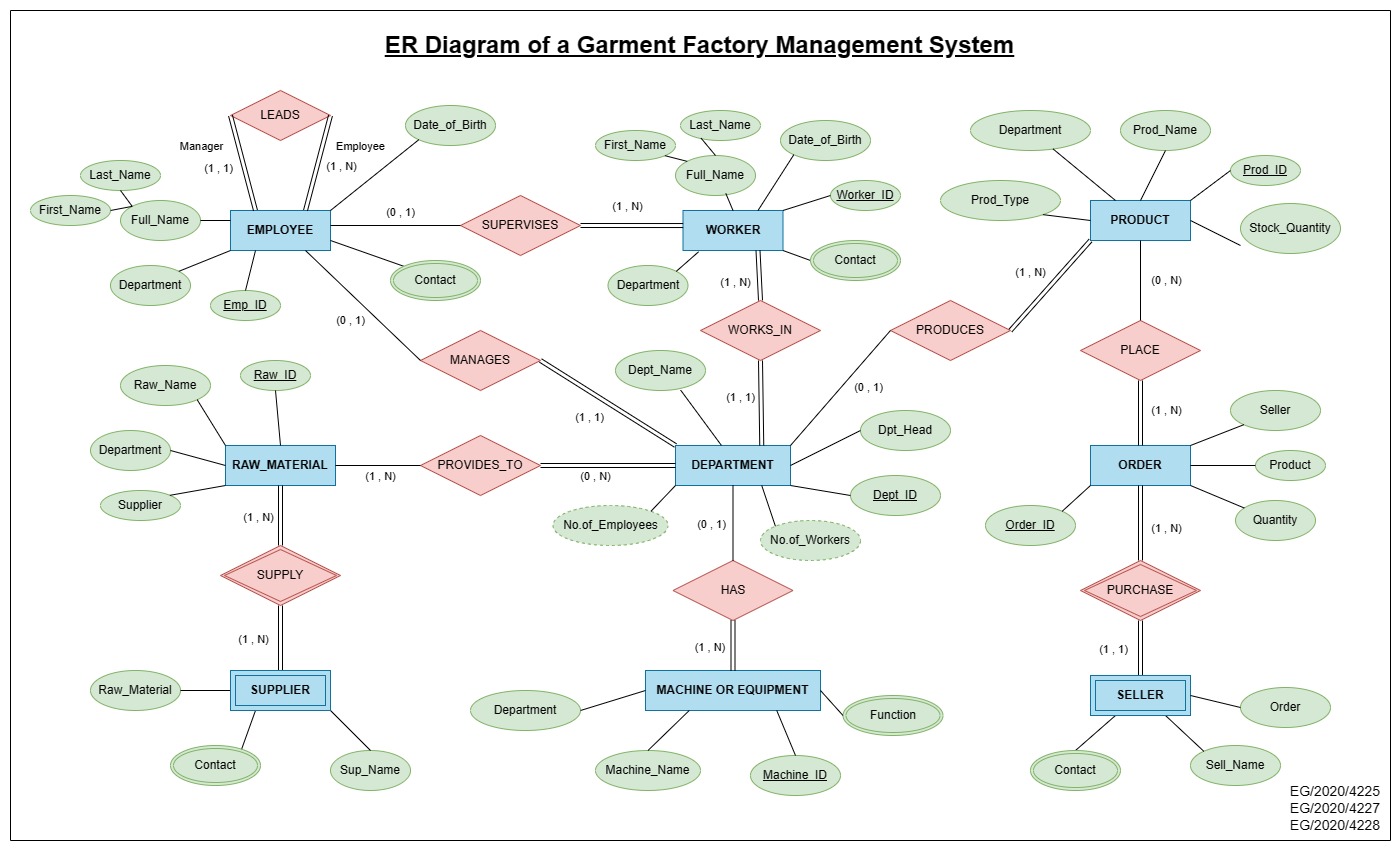 ER Diagram of a Garment Factory Management System
LEADS
Manager
(1 , 1)
Employee
(1 , N)
Date_of_Birth
Last_Name
First_Name
Full_Name
EMPLOYEE
Department
Emp_ID
Contact
(0 , 1)
SUPERVISES
(1 , N)
Last_Name
First_Name
Full_Name
Date_of_Birth
Worker_ID
WORKER
Contact
Department
(1 , N)
WORKS_IN
(1 , 1)
Department
Prod_Name
Prod_ID
Prod_Type
PRODUCT
Stock_Quantity
(1 , N)
PRODUCES
(0 , 1)
(0 , N)
PLACE
(1 , N)
(0 , 1)
MANAGES
(1 , 1)
Raw_Name
Raw_ID
Department
RAW_MATERIAL
Supplier
(1 , N)
PROVIDES_TO
(0 , N)
Dept_Name
Dpt_Head
DEPARTMENT
Dept_ID
No.of_Employees
No.of_Workers
(0 , 1)
HAS
(1 , N)
Seller
ORDER
Product
Order_ID
Quantity
(1 , N)
PURCHASE
(1 , 1)
(1 , N)
SUPPLY
(1 , N)
Raw_Material
SUPPLIER
Contact
Sup_Name
MACHINE OR EQUIPMENT
Department
Function
Machine_Name
Machine_ID
SELLER
Order
Contact
Sell_Name
EG/2020/4225
EG/2020/4227
EG/2020/4228